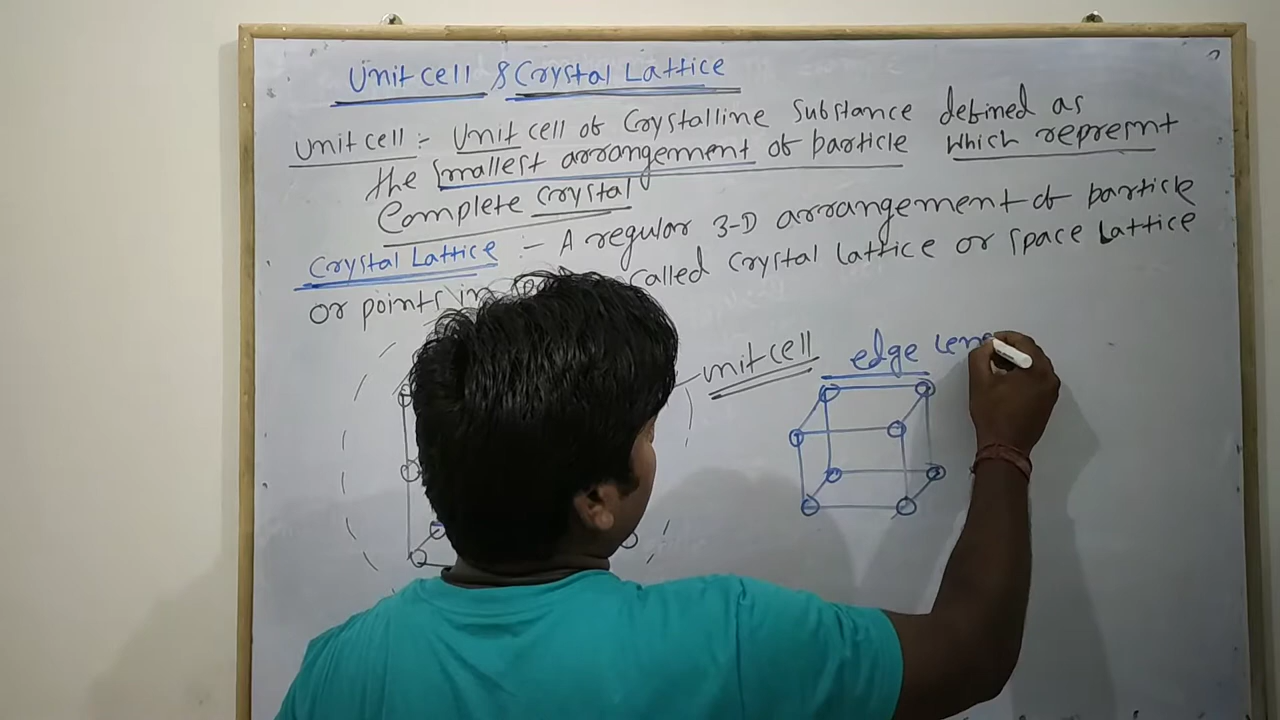 Unit cell & Crystal Lattice
Unit cell :- Unit cell of Crystalline Substance defined as
the smallest arrangement of particle which represent
Complete crystal
Crystal Lattice :- A regular 3-D arrangement of particle
or points in called crystal lattice or space lattice
unit cell
edge len